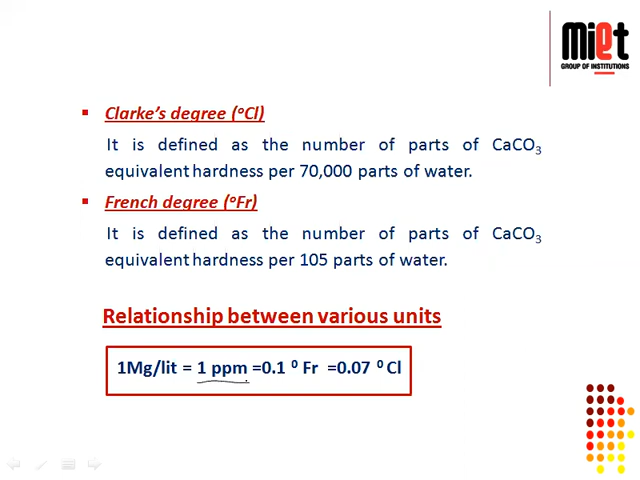 miet
GROUP OF INSTITUTIONS
▪ Clarke's degree (ºCl)
It is defined as the number of parts of CaCO₃
equivalent hardness per 70,000 parts of water.
▪ French degree (ºFr)
It is defined as the number of parts of CaCO₃
equivalent hardness per 105 parts of water.
Relationship between various units
1Mg/lit = 1 ppm =0.1 ⁰ Fr =0.07 ⁰ Cl